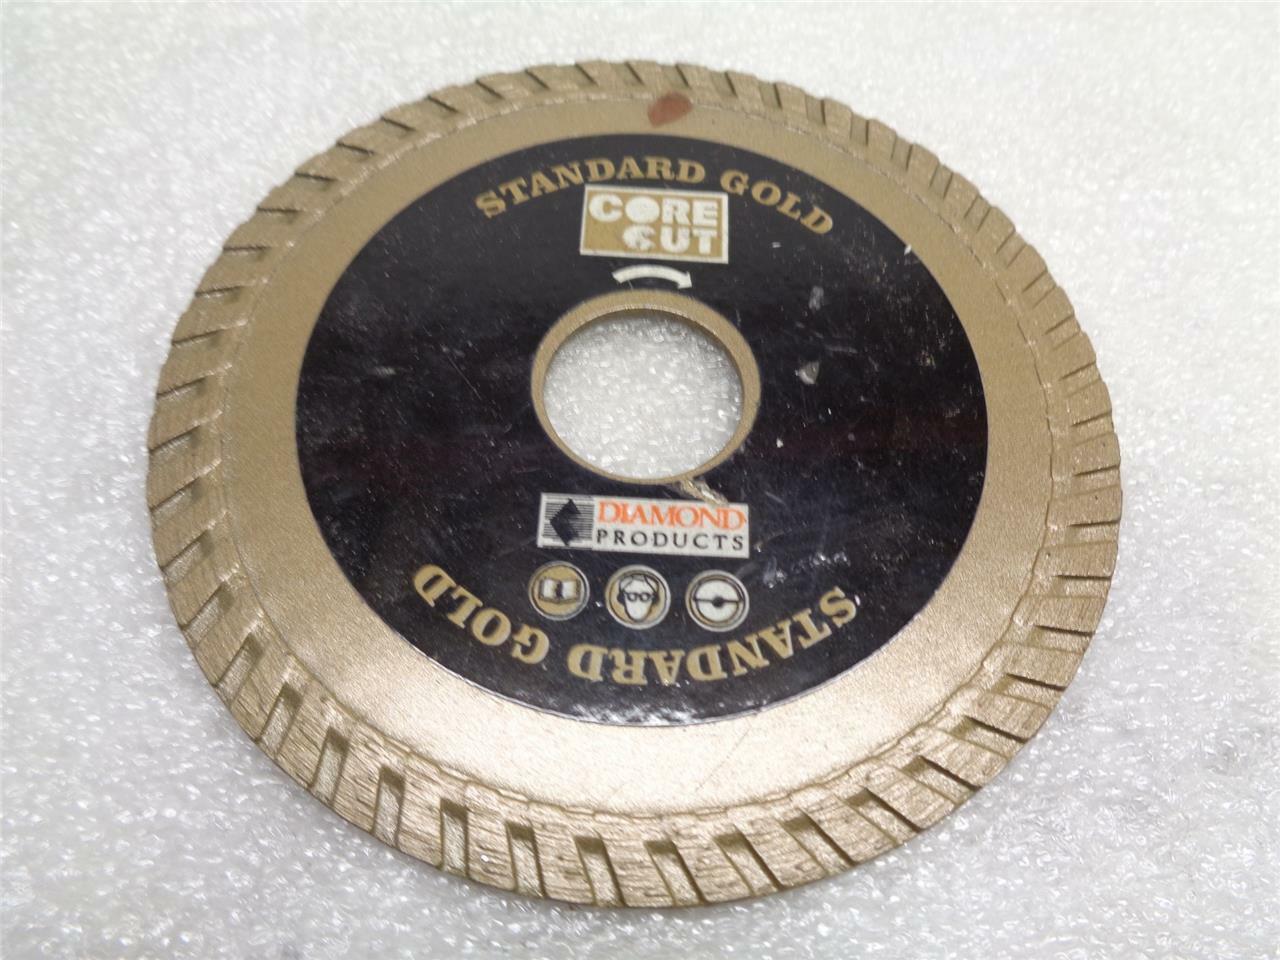 STANDARD GOLD
CORE
CUT
DIAMOND
PRODUCTS
STANDARD GOLD